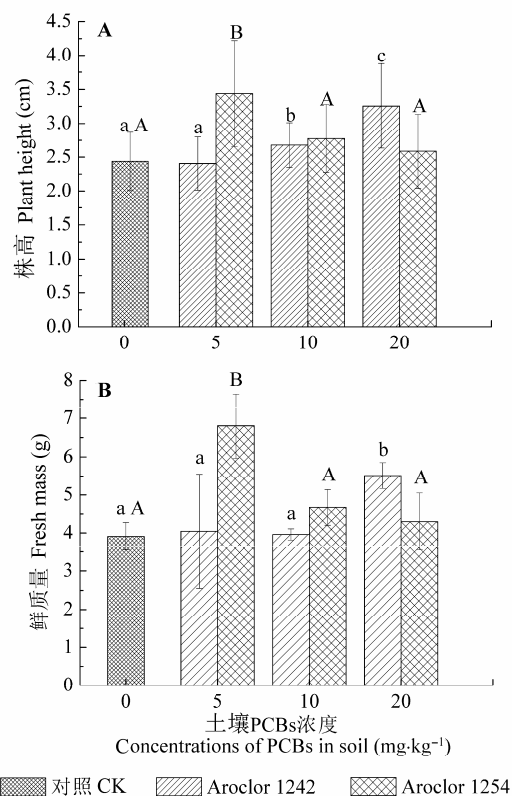 A
株高 Plant height (cm)
4.5
4.0
3.5
3.0
2.5
2.0
1.5
1.0
0.5
0.0
a A
a
B
b
A
c
A
0 5 10 20
B
鲜质量 Fresh mass (g)
8
7
6
5
4
3
2
1
0
a A
a
B
a
A
b
A
0 5 10 20
土壤PCBs浓度
Concentrations of PCBs in soil (mg·kg⁻¹)
对照 CK Aroclor 1242 Aroclor 1254